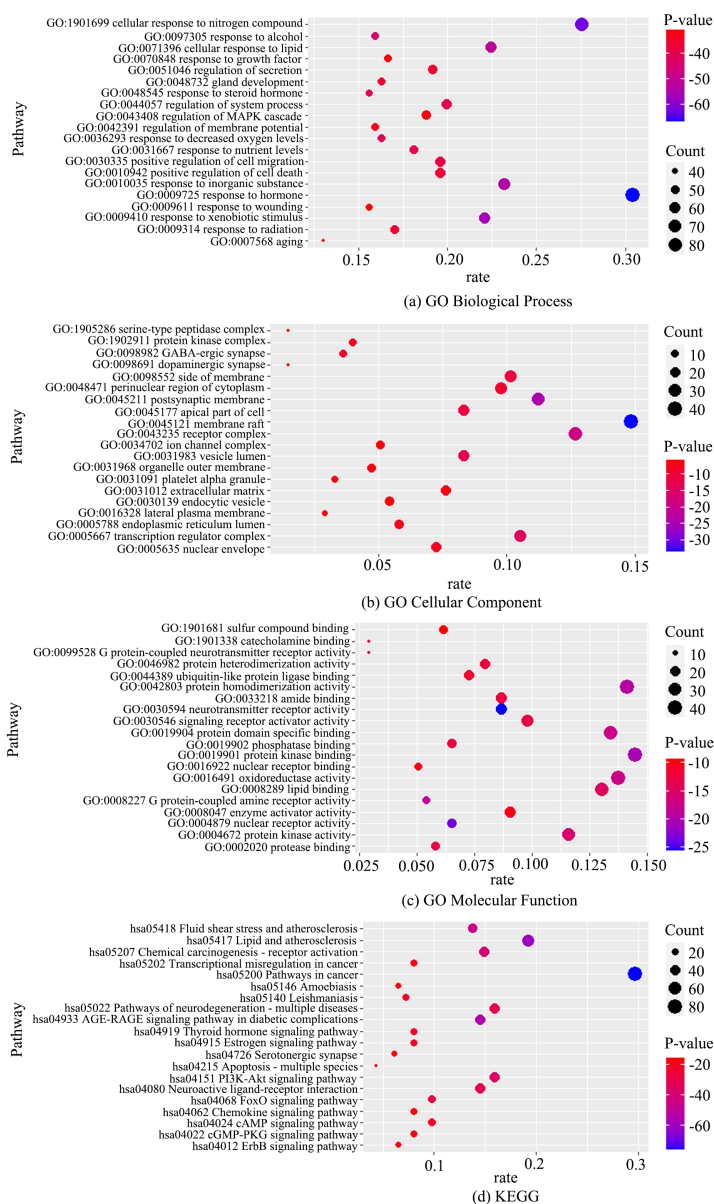 GO:1901699 cellular response to nitrogen compound
GO:0097305 response to alcohol
GO:0071396 cellular response to lipid
GO:0070848 response to growth factor
GO:0051046 regulation of secretion
GO:0048732 gland development
GO:0048545 response to steroid hormone
GO:0044057 regulation of system process
GO:0043408 regulation of MAPK cascade
GO:0042391 regulation of membrane potential
GO:0036293 response to decreased oxygen levels
GO:0031667 response to nutrient levels
GO:0030335 positive regulation of cell migration
GO:0010942 positive regulation of cell death
GO:0010035 response to inorganic substance
GO:0009725 response to hormone
GO:0009611 response to wounding
GO:0009410 response to xenobiotic stimulus
GO:0009314 response to radiation
GO:0007568 aging
Pathway
0.15 0.20 0.25 0.30
rate
P-value
-40
-60
Count
40
50
60
70
80
(a) GO Biological Process
GO:1905286 serine-type peptidase complex
GO:1902911 protein kinase complex
GO:0098982 GABA-ergic synapse
GO:0098691 dopaminergic synapse
GO:0098552 side of membrane
GO:0048471 perinuclear region of cytoplasm
GO:0045211 postsynaptic membrane
GO:0045177 apical part of cell
GO:0045121 membrane raft
GO:0043235 receptor complex
GO:0034702 ion channel complex
GO:0031983 vesicle lumen
GO:0031968 organelle outer membrane
GO:0031091 platelet alpha granule
GO:0031012 extracellular matrix
GO:0030139 endocytic vesicle
GO:0016328 lateral plasma membrane
GO:0005788 endoplasmic reticulum lumen
GO:0005667 transcription regulator complex
GO:0005635 nuclear envelope
Pathway
0.05 0.10 0.15
rate
Count
10
20
30
40
P-value
-10
-15
-20
-25
-30
(b) GO Cellular Component
GO:1901681 sulfur compound binding
GO:1901338 catecholamine binding
GO:0099528 G protein-coupled neurotransmitter receptor activity
GO:0046982 protein heterodimerization activity
GO:0044389 ubiquitin-like protein ligase binding
GO:0042803 protein homodimerization activity
GO:0033218 amide binding
GO:0030594 neurotransmitter receptor activity
GO:0030546 signaling receptor activator activity
GO:0019904 protein domain specific binding
GO:0019902 phosphatase binding
GO:0019901 protein kinase binding
GO:0016922 nuclear receptor binding
GO:0016491 oxidoreductase activity
GO:0008289 lipid binding
GO:0008227 G protein-coupled amine receptor activity
GO:0008047 enzyme activator activity
GO:0004879 nuclear receptor activity
GO:0004672 protein kinase activity
GO:0002020 protease binding
Pathway
0.025 0.050 0.075 0.100 0.125 0.150
rate
Count
10
20
30
40
P-value
-10
-15
-20
-25
(c) GO Molecular Function
hsa05418 Fluid shear stress and atherosclerosis
hsa05417 Lipid and atherosclerosis
hsa05207 Chemical carcinogenesis - receptor activation
hsa05202 Transcriptional misregulation in cancer
hsa05200 Pathways in cancer
hsa05146 Amoebiasis
hsa05140 Leishmaniasis
hsa05022 Pathways of neurodegeneration - multiple diseases
hsa04933 AGE-RAGE signaling pathway in diabetic complications
hsa04919 Thyroid hormone signaling pathway
hsa04915 Estrogen signaling pathway
hsa04726 Serotonergic synapse
hsa04215 Apoptosis - multiple species
hsa04151 PI3K-Akt signaling pathway
hsa04080 Neuroactive ligand-receptor interaction
hsa04068 FoxO signaling pathway
hsa04062 Chemokine signaling pathway
hsa04024 cAMP signaling pathway
hsa04022 cGMP-PKG signaling pathway
hsa04012 ErbB signaling pathway
Pathway
0.1 0.2 0.3
rate
Count
20
40
60
80
P-value
-20
-40
-60
(d) KEGG